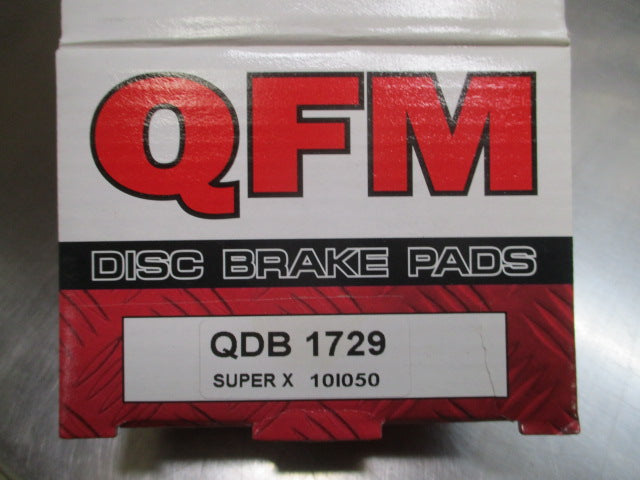 QFM
DISC BRAKE PADS
QDB 1729
SUPER X 10I050